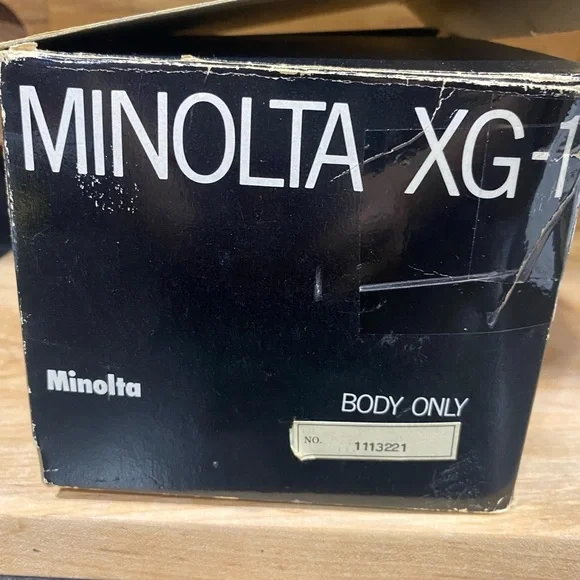 MINOLTA XG-1
Minolta
BODY ONLY
NO. 1113221